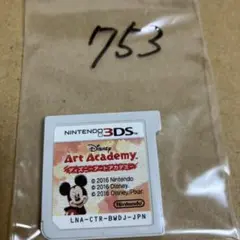 753
NINTENDO 3DS
Disney
Art Academy
ディズニーアートアカデミー
© 2016 Nintendo
© 2016 Disney
© 2016 Disney/Pixar
Nintendo
LNA-CTR-BWDJ-JPN